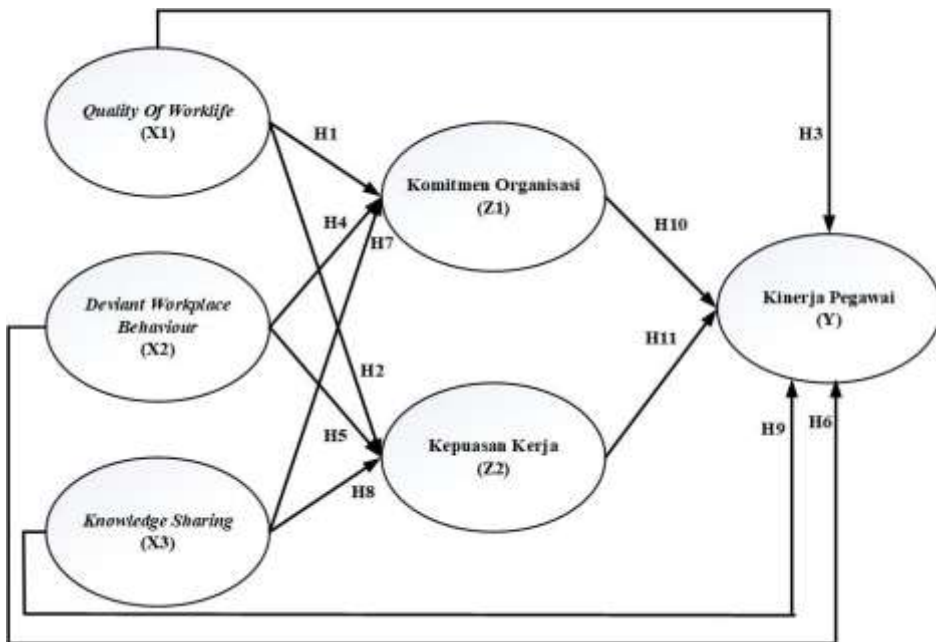 Quality Of Worklife
(X1)
H1
H3
Komitmen Organisasi
(Z1)
H4
H7
H10
Deviant Workplace
Behaviour
(X2)
Kinerja Pegawai
(Y)
H2
H11
H5
H9
H6
Kepuasan Kerja
(Z2)
H8
Knowledge Sharing
(X3)